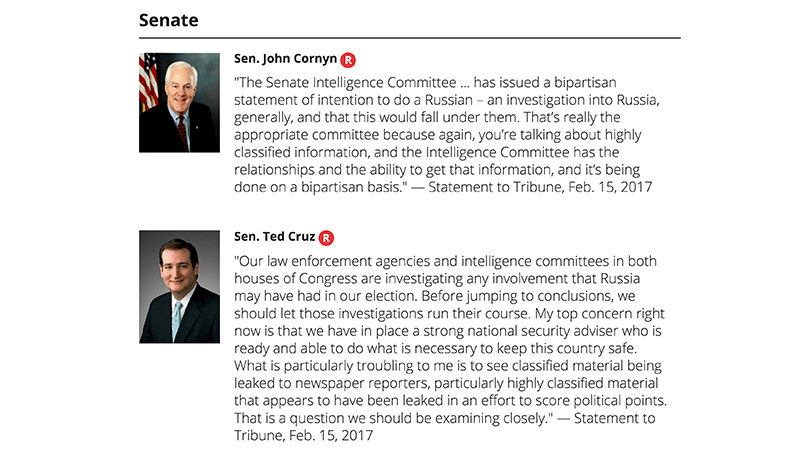 Senate
Sen. John Cornyn R
"The Senate Intelligence Committee ... has issued a bipartisan
statement of intention to do a Russian – an investigation into Russia,
generally, and that this would fall under them. That's really the
appropriate committee because again, you're talking about highly
classified information, and the Intelligence Committee has the
relationships and the ability to get that information, and it's being
done on a bipartisan basis." — Statement to Tribune, Feb. 15, 2017
Sen. Ted Cruz R
"Our law enforcement agencies and intelligence committees in both
houses of Congress are investigating any involvement that Russia
may have had in our election. Before jumping to conclusions, we
should let those investigations run their course. My top concern right
now is that we have in place a strong national security adviser who is
ready and able to do what is necessary to keep this country safe.
What is particularly troubling to me is to see classified material being
leaked to newspaper reporters, particularly highly classified material
that appears to have been leaked in an effort to score political points.
That is a question we should be examining closely." — Statement to
Tribune, Feb. 15, 2017